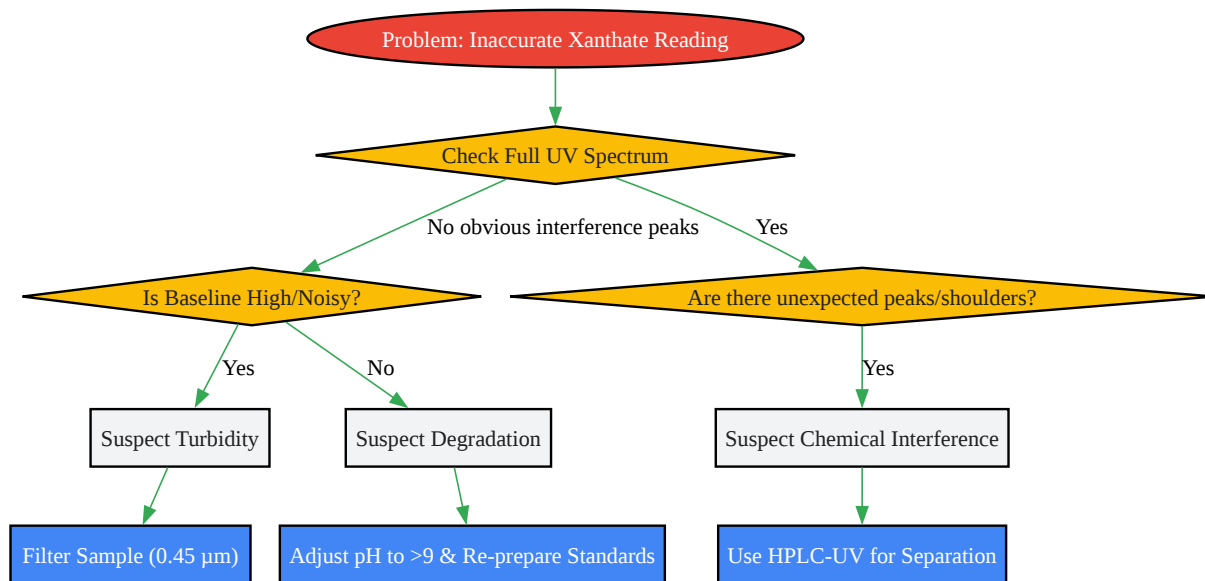 Problem: Inaccurate Xanthate Reading
Check Full UV Spectrum
No obvious interference peaks
Yes
Is Baseline High/Noisy?
Are there unexpected peaks/shoulders?
Yes
No
Yes
Suspect Turbidity
Suspect Degradation
Suspect Chemical Interference
Filter Sample (0.45 µm)
Adjust pH to >9 & Re-prepare Standards
Use HPLC-UV for Separation